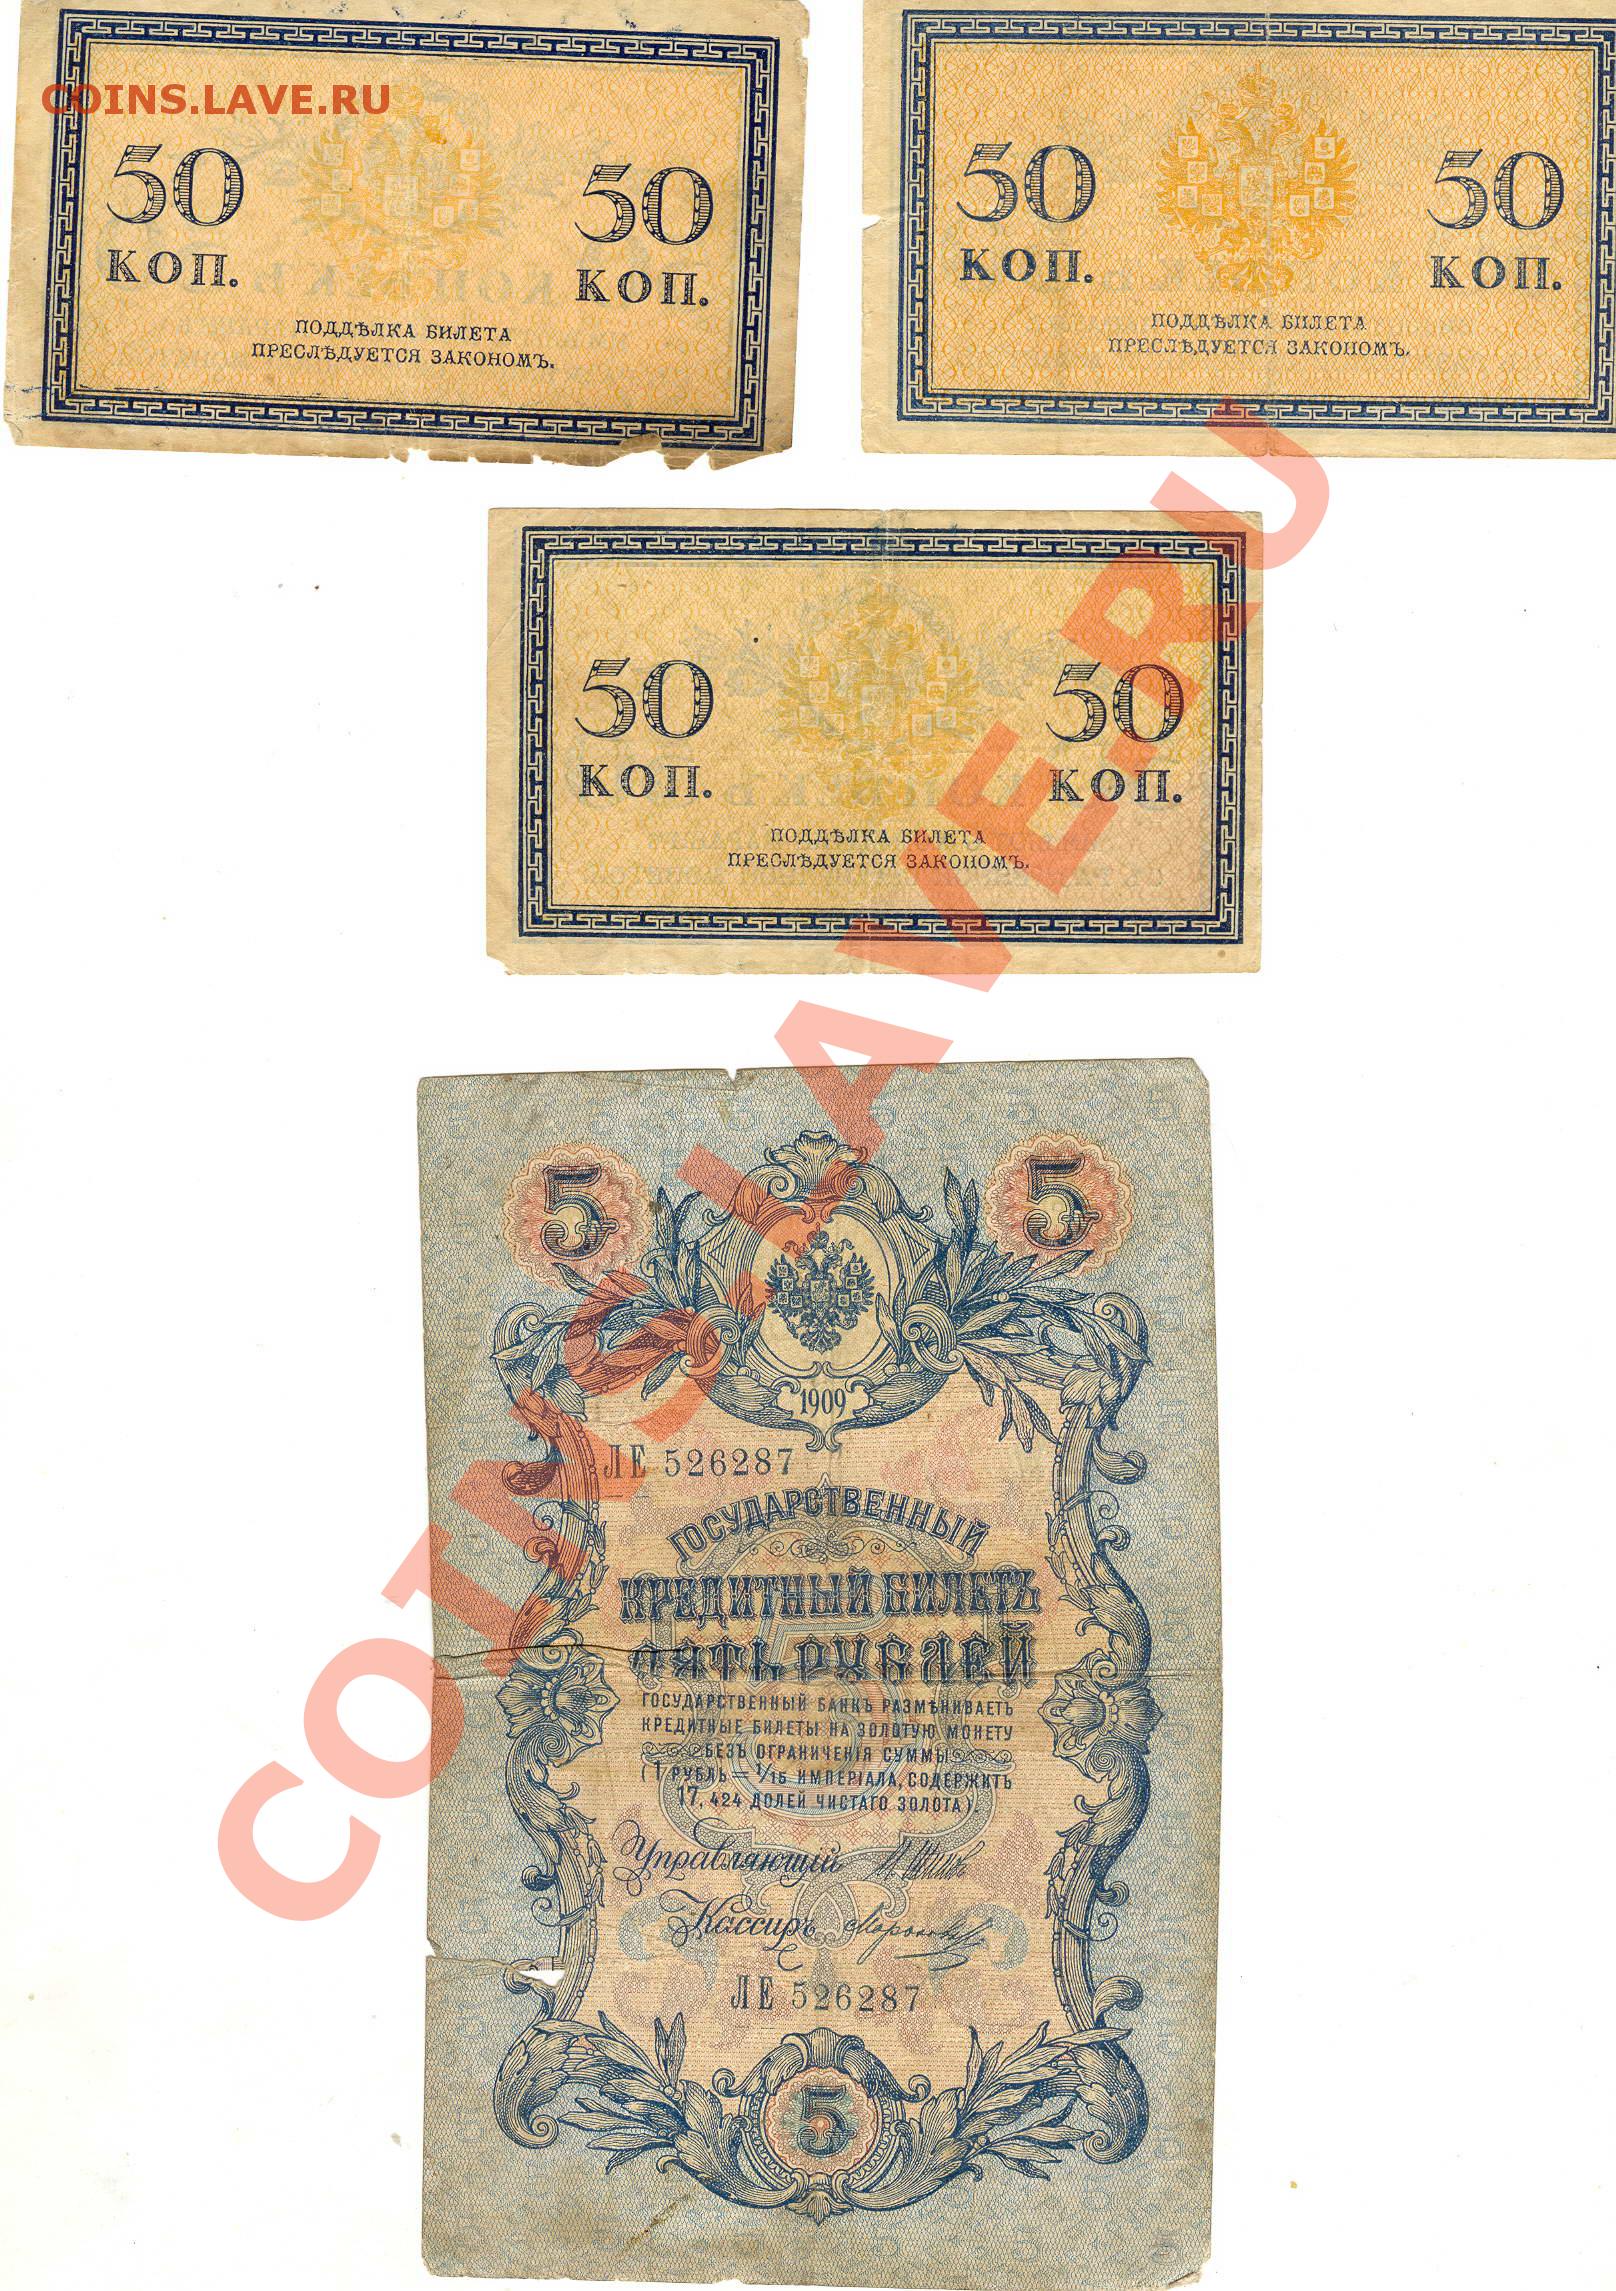 COINS.LAVE.RU
50 50
КОП. КОП.
ПОДДѢЛКА БИЛЕТА
ПРЕСЛѢДУЕТСЯ ЗАКОНОМЪ.
50 50
КОП. КОП.
ПОДДѢЛКА БИЛЕТА
ПРЕСЛѢДУЕТСЯ ЗАКОНОМЪ.
50 50
КОП. КОП.
ПОДДѢЛКА БИЛЕТА
ПРЕСЛѢДУЕТСЯ ЗАКОНОМЪ.
COINS.LAVE.RU
5 5
1909
ЛЕ 526287
ГОСУДАРСТВЕННЫЙ
КРЕДИТНЫЙ БИЛЕТЪ
ПЯТЬ РУБЛЕЙ
ГОСУДАРСТВЕННЫЙ БАНКЪ РАЗМѢНИВАЕТЪ
КРЕДИТНЫЕ БИЛЕТЫ НА ЗОЛОТУЮ МОНЕТУ
БЕЗЪ ОГРАНИЧЕНІЯ СУММЫ
(1 РУБЛЬ = 1/15 ИМПЕРІАЛА, СОДЕРЖИТЪ
17,424 ДОЛЕЙ ЧИСТАГО ЗОЛОТА).
Управляющий
Кассиръ
ЛЕ 526287
5